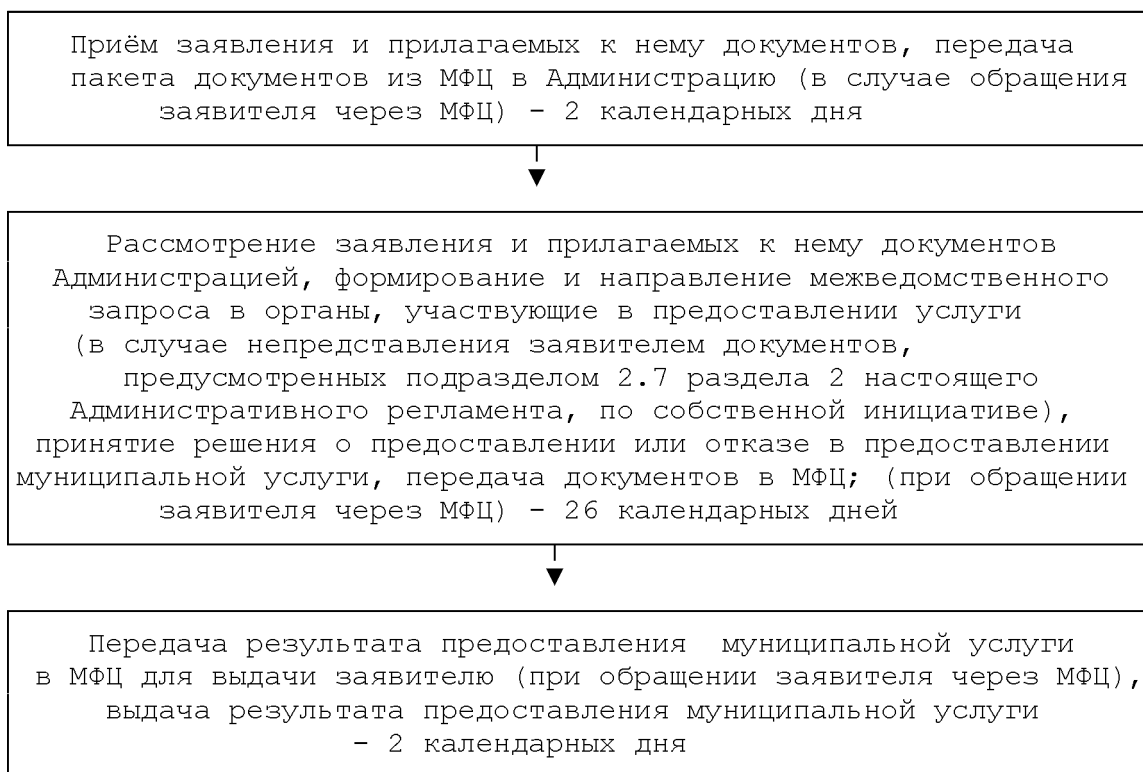 Приём заявления и прилагаемых к нему документов, передача
пакета документов из МФЦ в Администрацию (в случае обращения
заявителя через МФЦ) – 2 календарных дня
Рассмотрение заявления и прилагаемых к нему документов
Администрацией, формирование и направление межведомственного
запроса в органы, участвующие в предоставлении услуги
(в случае непредставления заявителем документов,
предусмотренных подразделом 2.7 раздела 2 настоящего
Административного регламента, по собственной инициативе),
принятие решения о предоставлении или отказе в предоставлении
муниципальной услуги, передача документов в МФЦ; (при обращении
заявителя через МФЦ) – 26 календарных дней
Передача результата предоставления муниципальной услуги
в МФЦ для выдачи заявителю (при обращении заявителя через МФЦ),
выдача результата предоставления муниципальной услуги
– 2 календарных дня